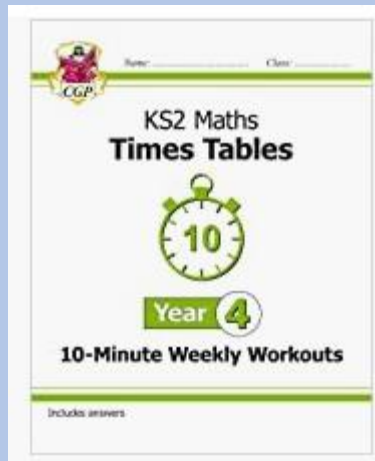 Name: Class:
CGP
KS2 Maths
Times Tables
10
Year 4
10-Minute Weekly Workouts
Includes answers